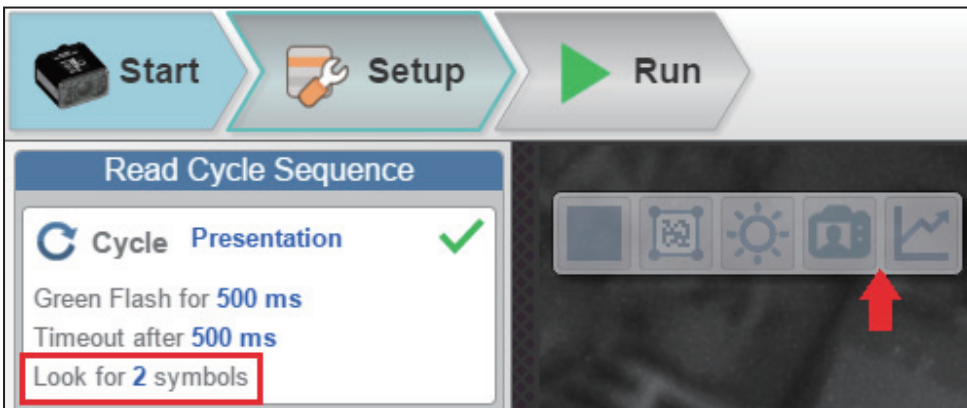 Start
Setup
Run
Read Cycle Sequence
Cycle Presentation
Green Flash for 500 ms
Timeout after 500 ms
Look for 2 symbols